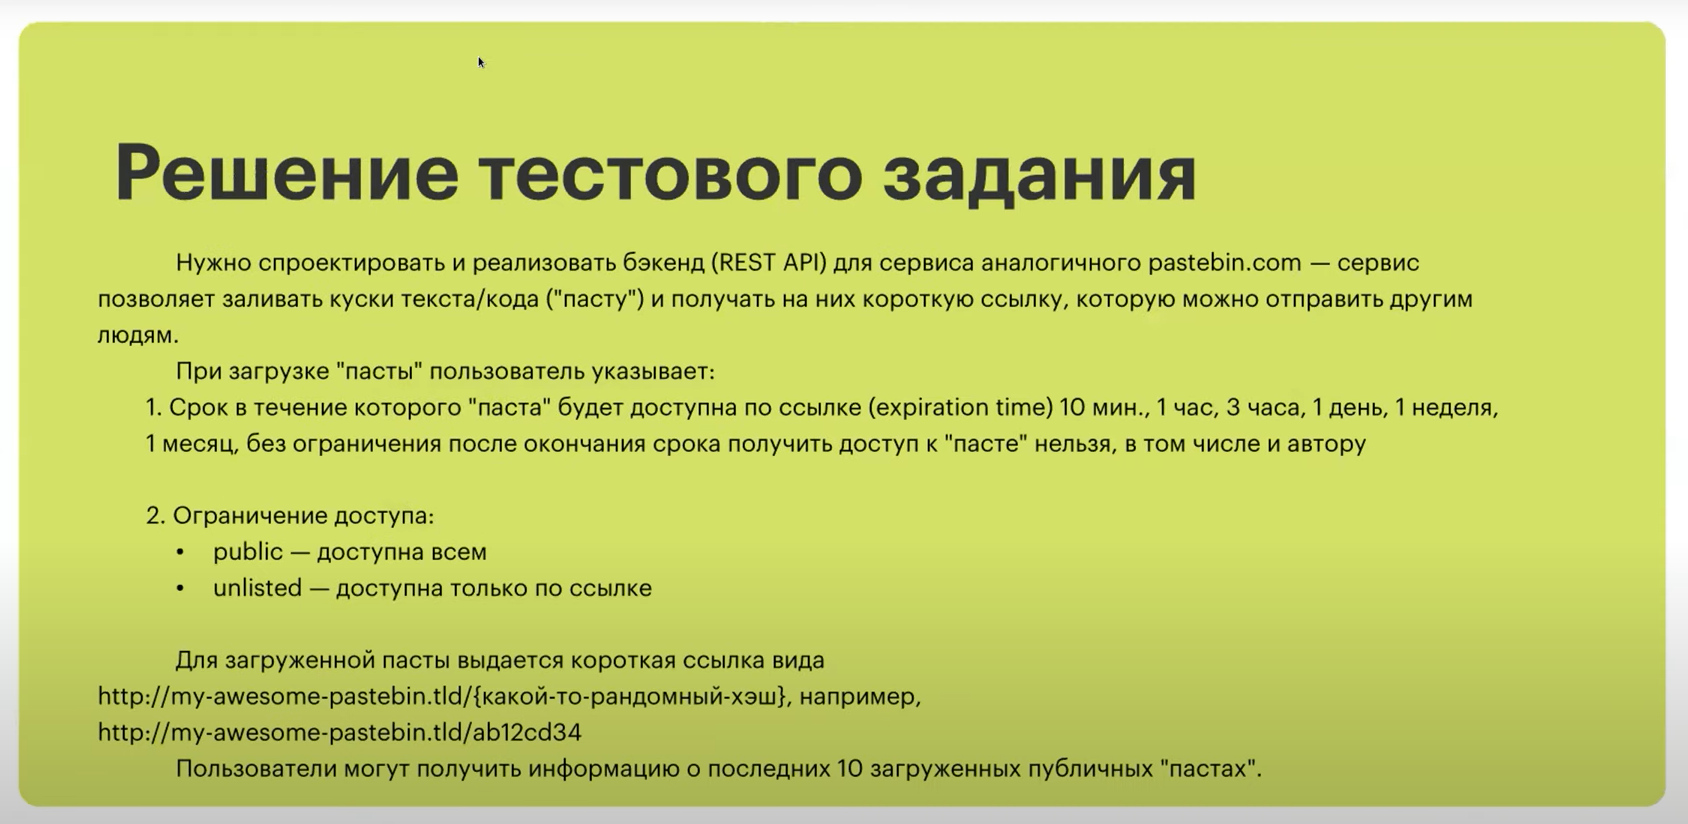 Решение тестового задания
Нужно спроектировать и реализовать бэкенд (REST API) для сервиса аналогичного pastebin.com — сервис
позволяет заливать куски текста/кода ("пасту") и получать на них короткую ссылку, которую можно отправить другим
людям.
При загрузке "пасты" пользователь указывает:
1. Срок в течение которого "паста" будет доступна по ссылке (expiration time) 10 мин., 1 час, 3 часа, 1 день, 1 неделя,
1 месяц, без ограничения после окончания срока получить доступ к "пасте" нельзя, в том числе и автору
2. Ограничение доступа:
• public — доступна всем
• unlisted — доступна только по ссылке
Для загруженной пасты выдается короткая ссылка вида
http://my-awesome-pastebin.tld/{какой-то-рандомный-хэш}, например,
http://my-awesome-pastebin.tld/ab12cd34
Пользователи могут получить информацию о последних 10 загруженных публичных "пастах".